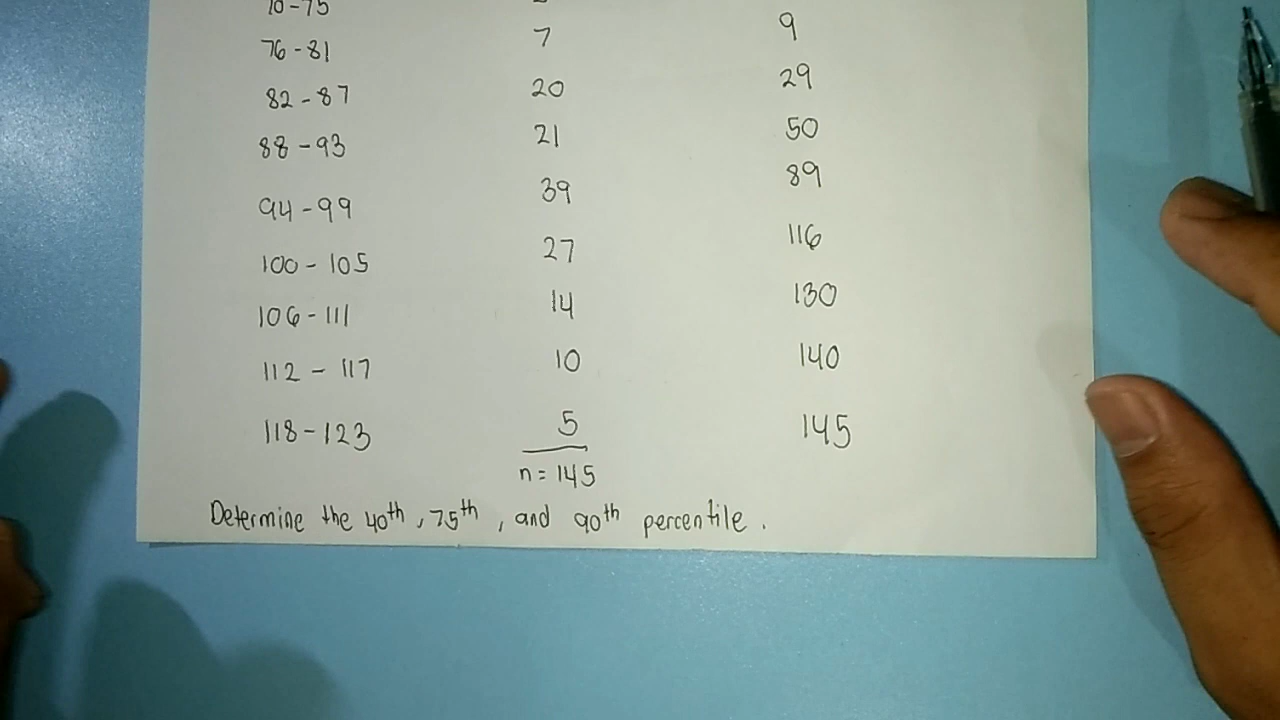 70-75
76-81 7 9
82-87 20 29
88-93 21 50
94-99 39 89
100-105 27 116
106-111 14 130
112-117 10 140
118-123 5 145
n=145
Determine the 40th, 75th, and 90th percentile.